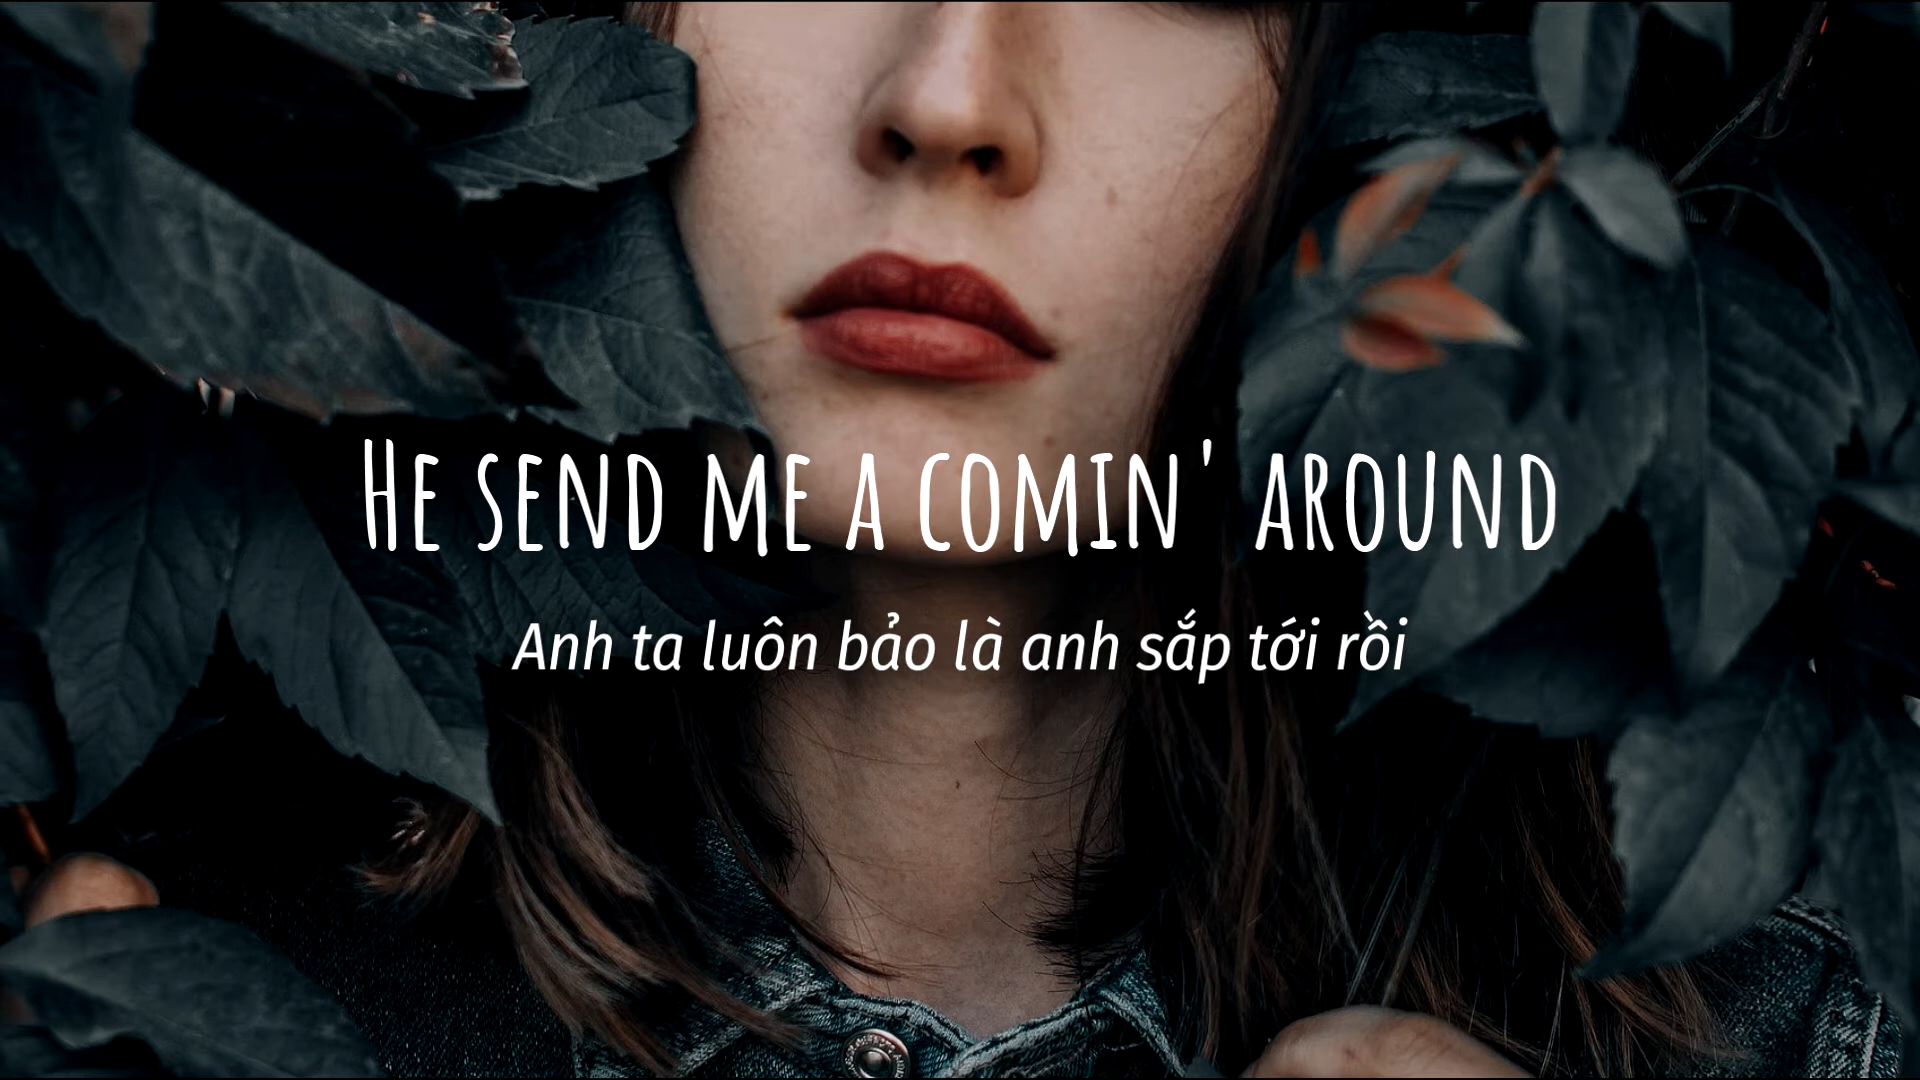 He send me a comin' around
Anh ta luôn bảo là anh sắp tới rồi